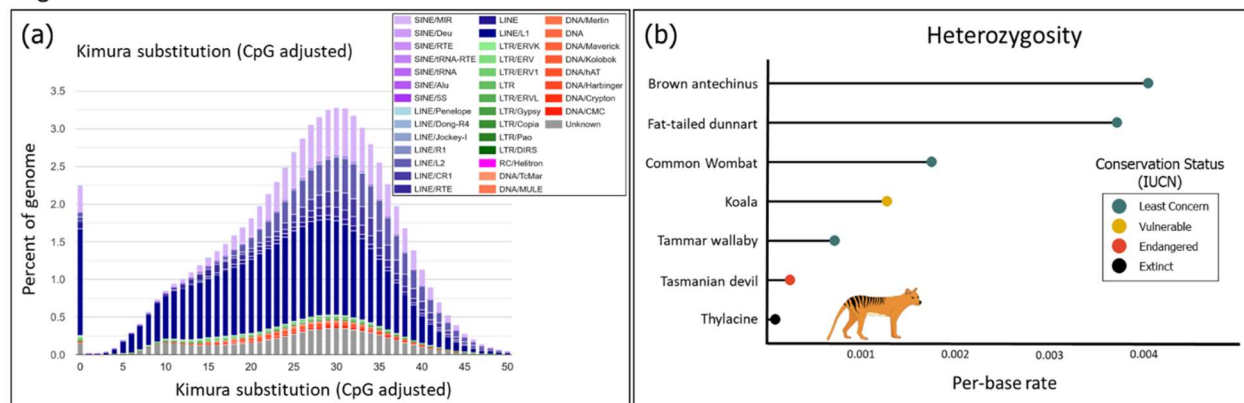 (a)
Kimura substitution (CpG adjusted)
SINE/MIR
SINE/Deu
SINE/RTE
SINE/tRNA-RTE
SINE/tRNA
SINE/Alu
SINE/5S
LINE/Penelope
LINE/Dong-R4
LINE/Jockey-I
LINE/R1
LINE/L2
LINE/CR1
LINE/RTE
LINE
LINE/L1
LTR/ERVK
LTR/ERV
LTR/ERV1
LTR
LTR/ERVL
LTR/Gypsy
LTR/Copia
LTR/Pao
LTR/DIRS
RC/Helitron
DNA/TcMar
DNA/MULE
DNA/Merlin
DNA
DNA/Maverick
DNA/Kolobok
DNA/hAT
DNA/Harbinger
DNA/Crypton
DNA/CMC
Unknown
Percent of genome
3.5
3.0
2.5
2.0
1.5
1.0
0.5
0.0
0 5 10 15 20 25 30 35 40 45 50
Kimura substitution (CpG adjusted)
(b)
Heterozygosity
Brown antechinus
Fat-tailed dunnart
Common Wombat
Koala
Tammar wallaby
Tasmanian devil
Thylacine
Conservation Status
(IUCN)
Least Concern
Vulnerable
Endangered
Extinct
0.001 0.002 0.003 0.004
Per-base rate